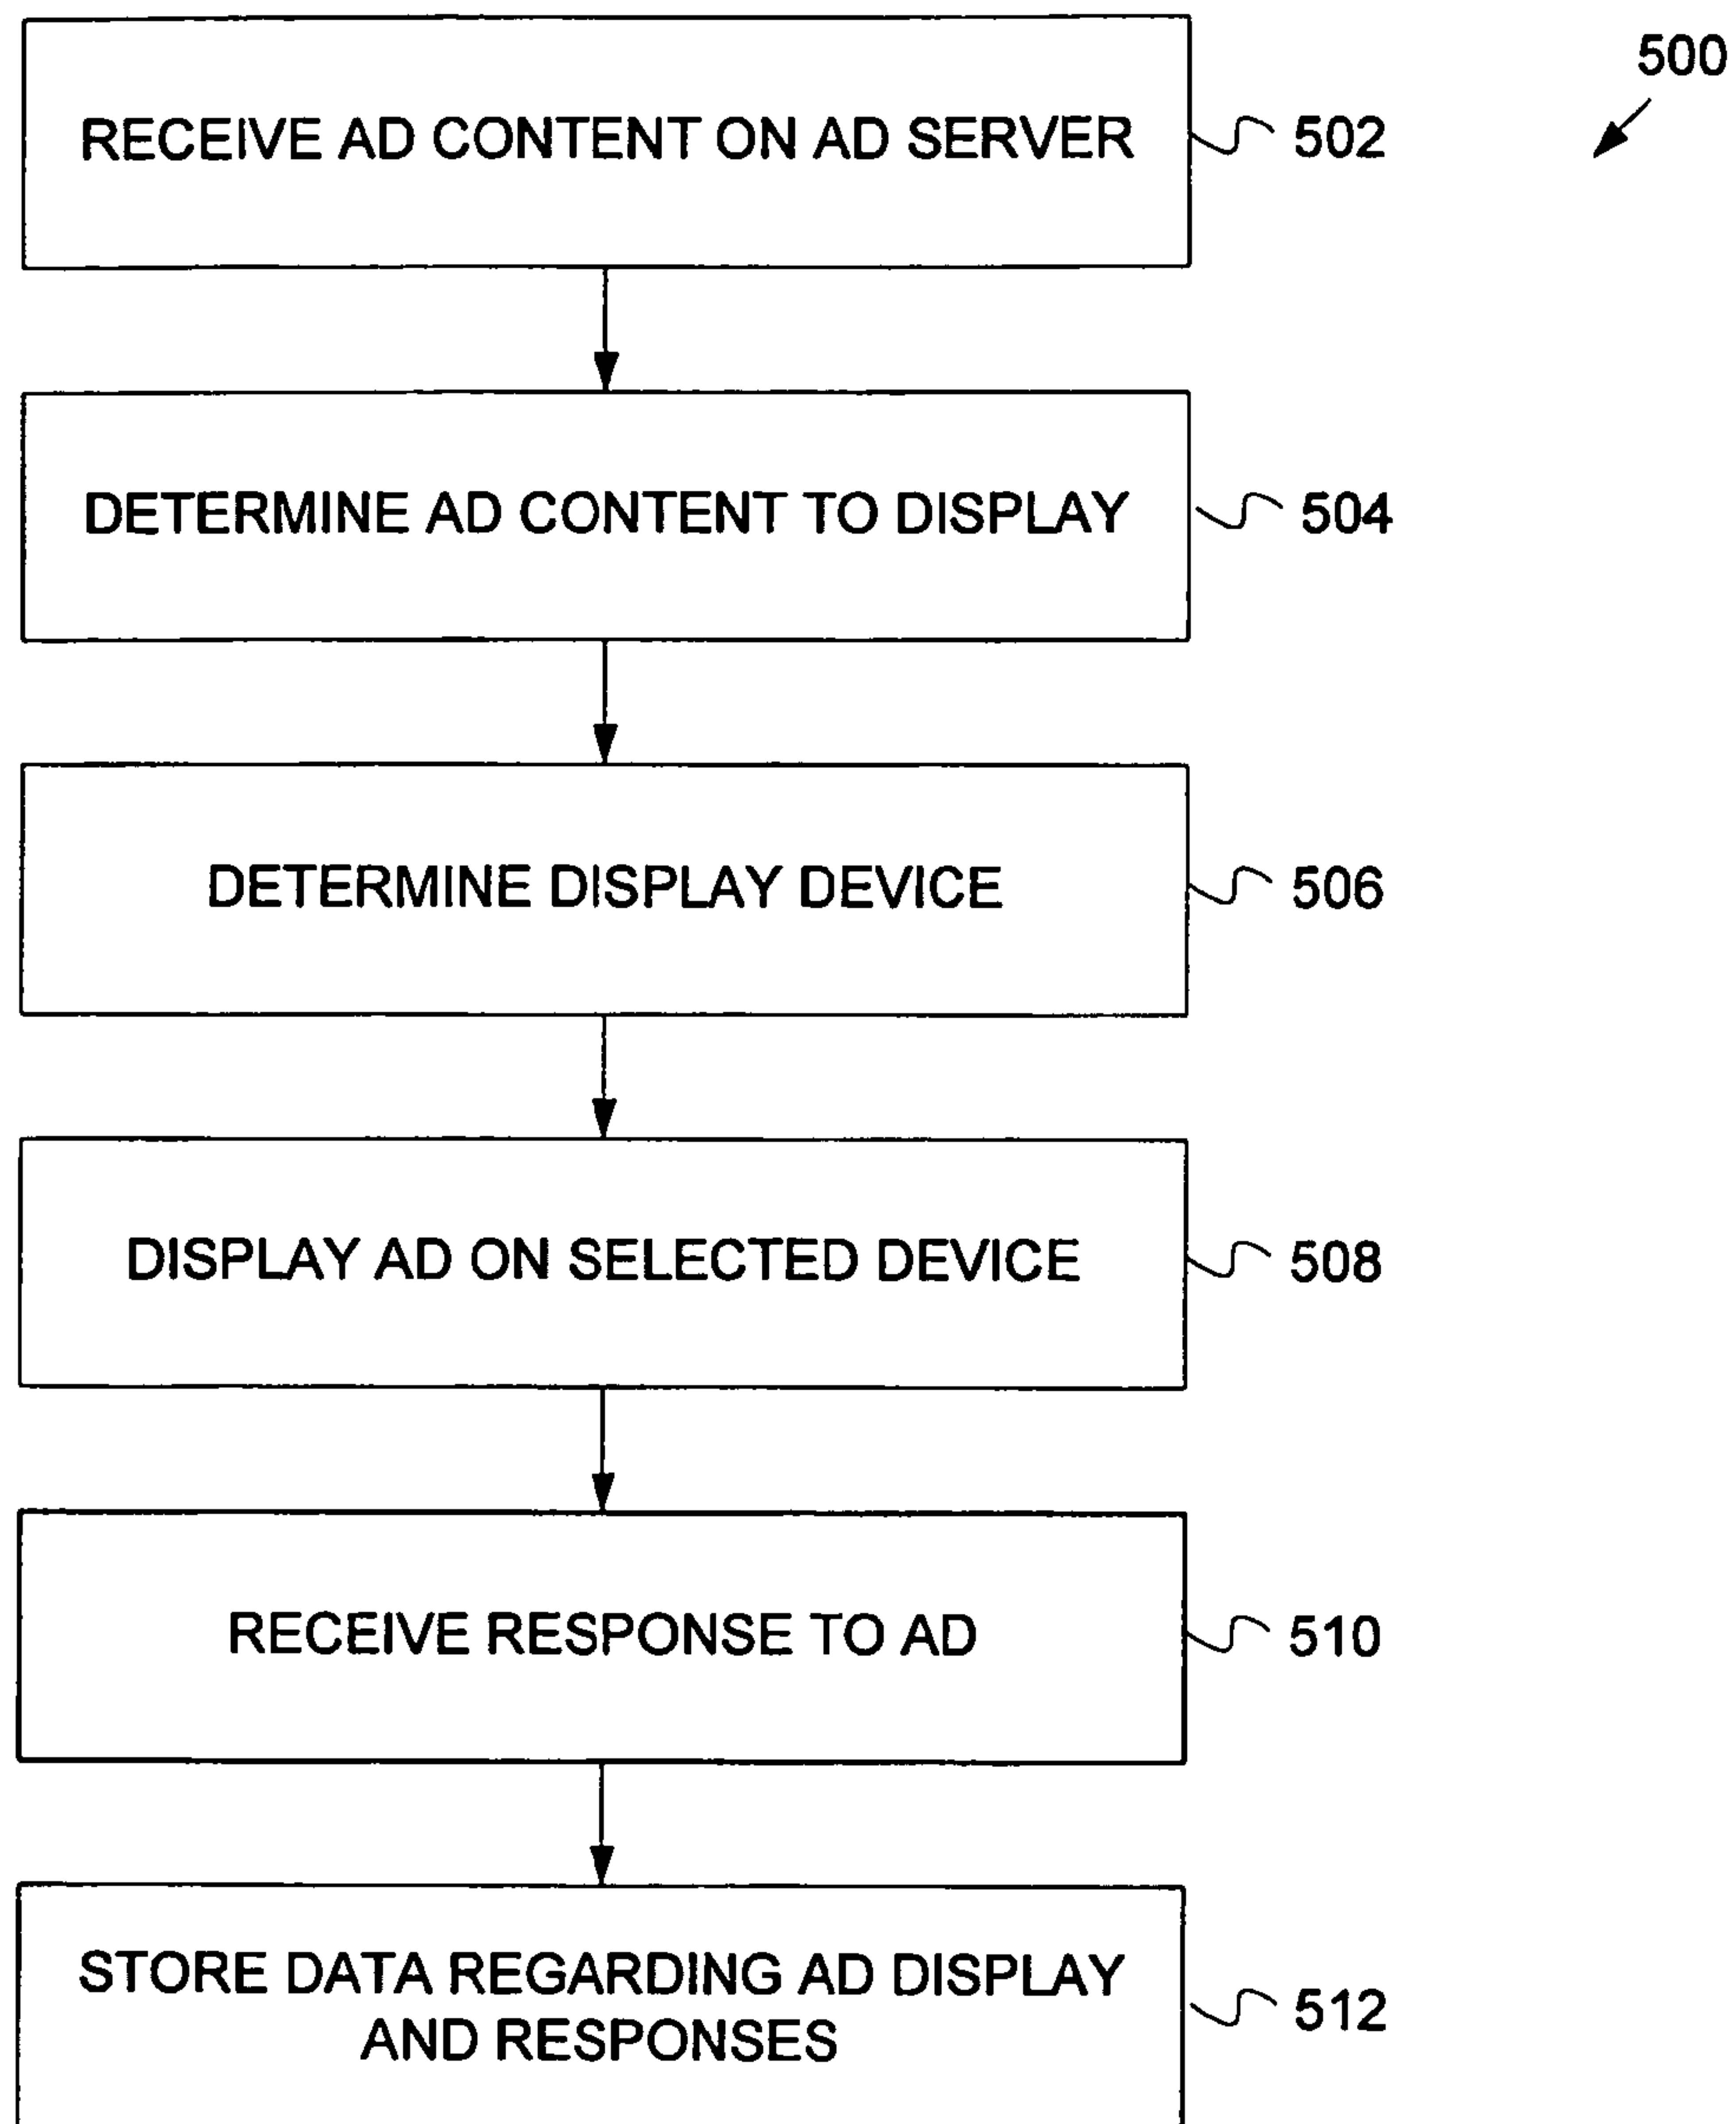 500
RECEIVE AD CONTENT ON AD SERVER
502
DETERMINE AD CONTENT TO DISPLAY
504
DETERMINE DISPLAY DEVICE
506
DISPLAY AD ON SELECTED DEVICE
508
RECEIVE RESPONSE TO AD
510
STORE DATA REGARDING AD DISPLAY
AND RESPONSES
512